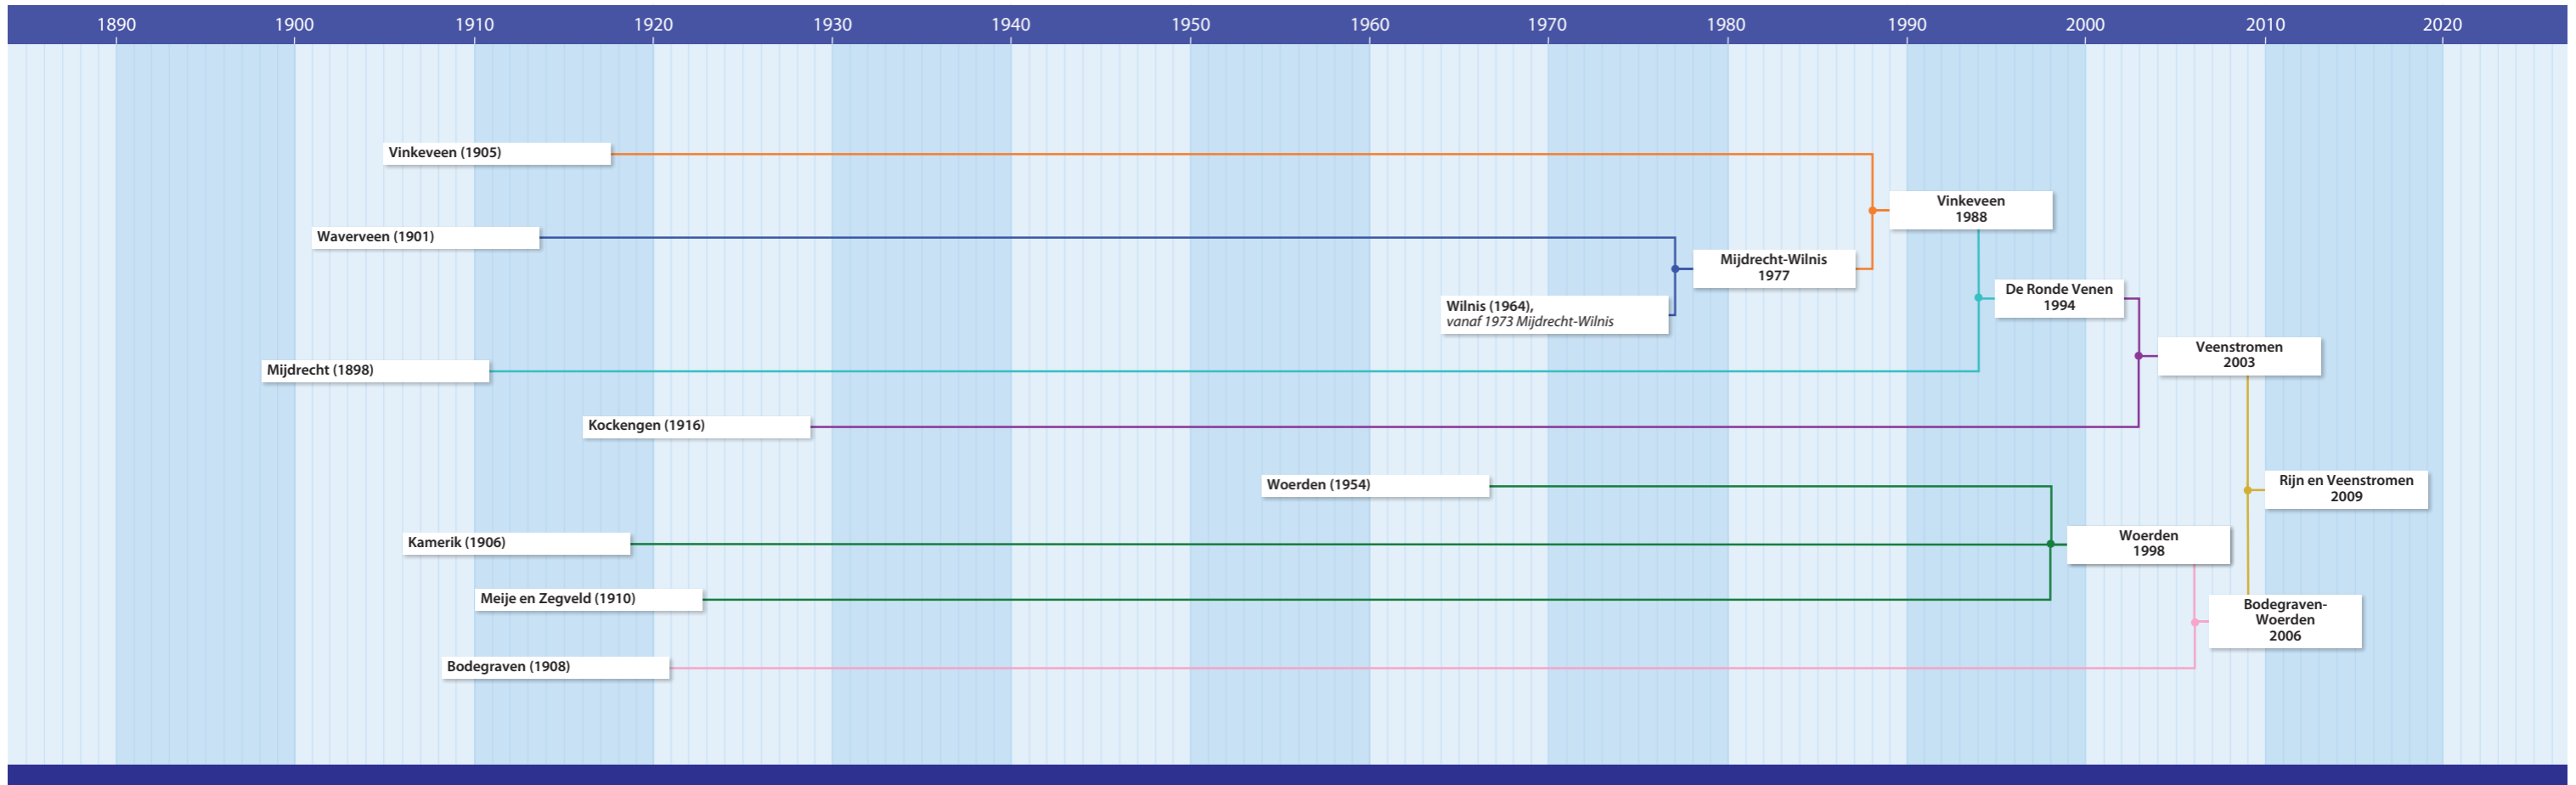 1890 1900 1910 1920 1930 1940 1950 1960 1970 1980 1990 2000 2010 2020
Vinkeveen (1905)
Vinkeveen
1988
Waverveen (1901)
Mijdrecht-Wilnis
1977
De Ronde Venen
1994
Wilnis (1964),
vanaf 1973 Mijdrecht-Wilnis
Veenstromen
2003
Mijdrecht (1898)
Kockengen (1916)
Woerden (1954)
Rijn en Veenstromen
2009
Kamerik (1906)
Woerden
1998
Meije en Zegveld (1910)
Bodegraven-
Woerden
2006
Bodegraven (1908)